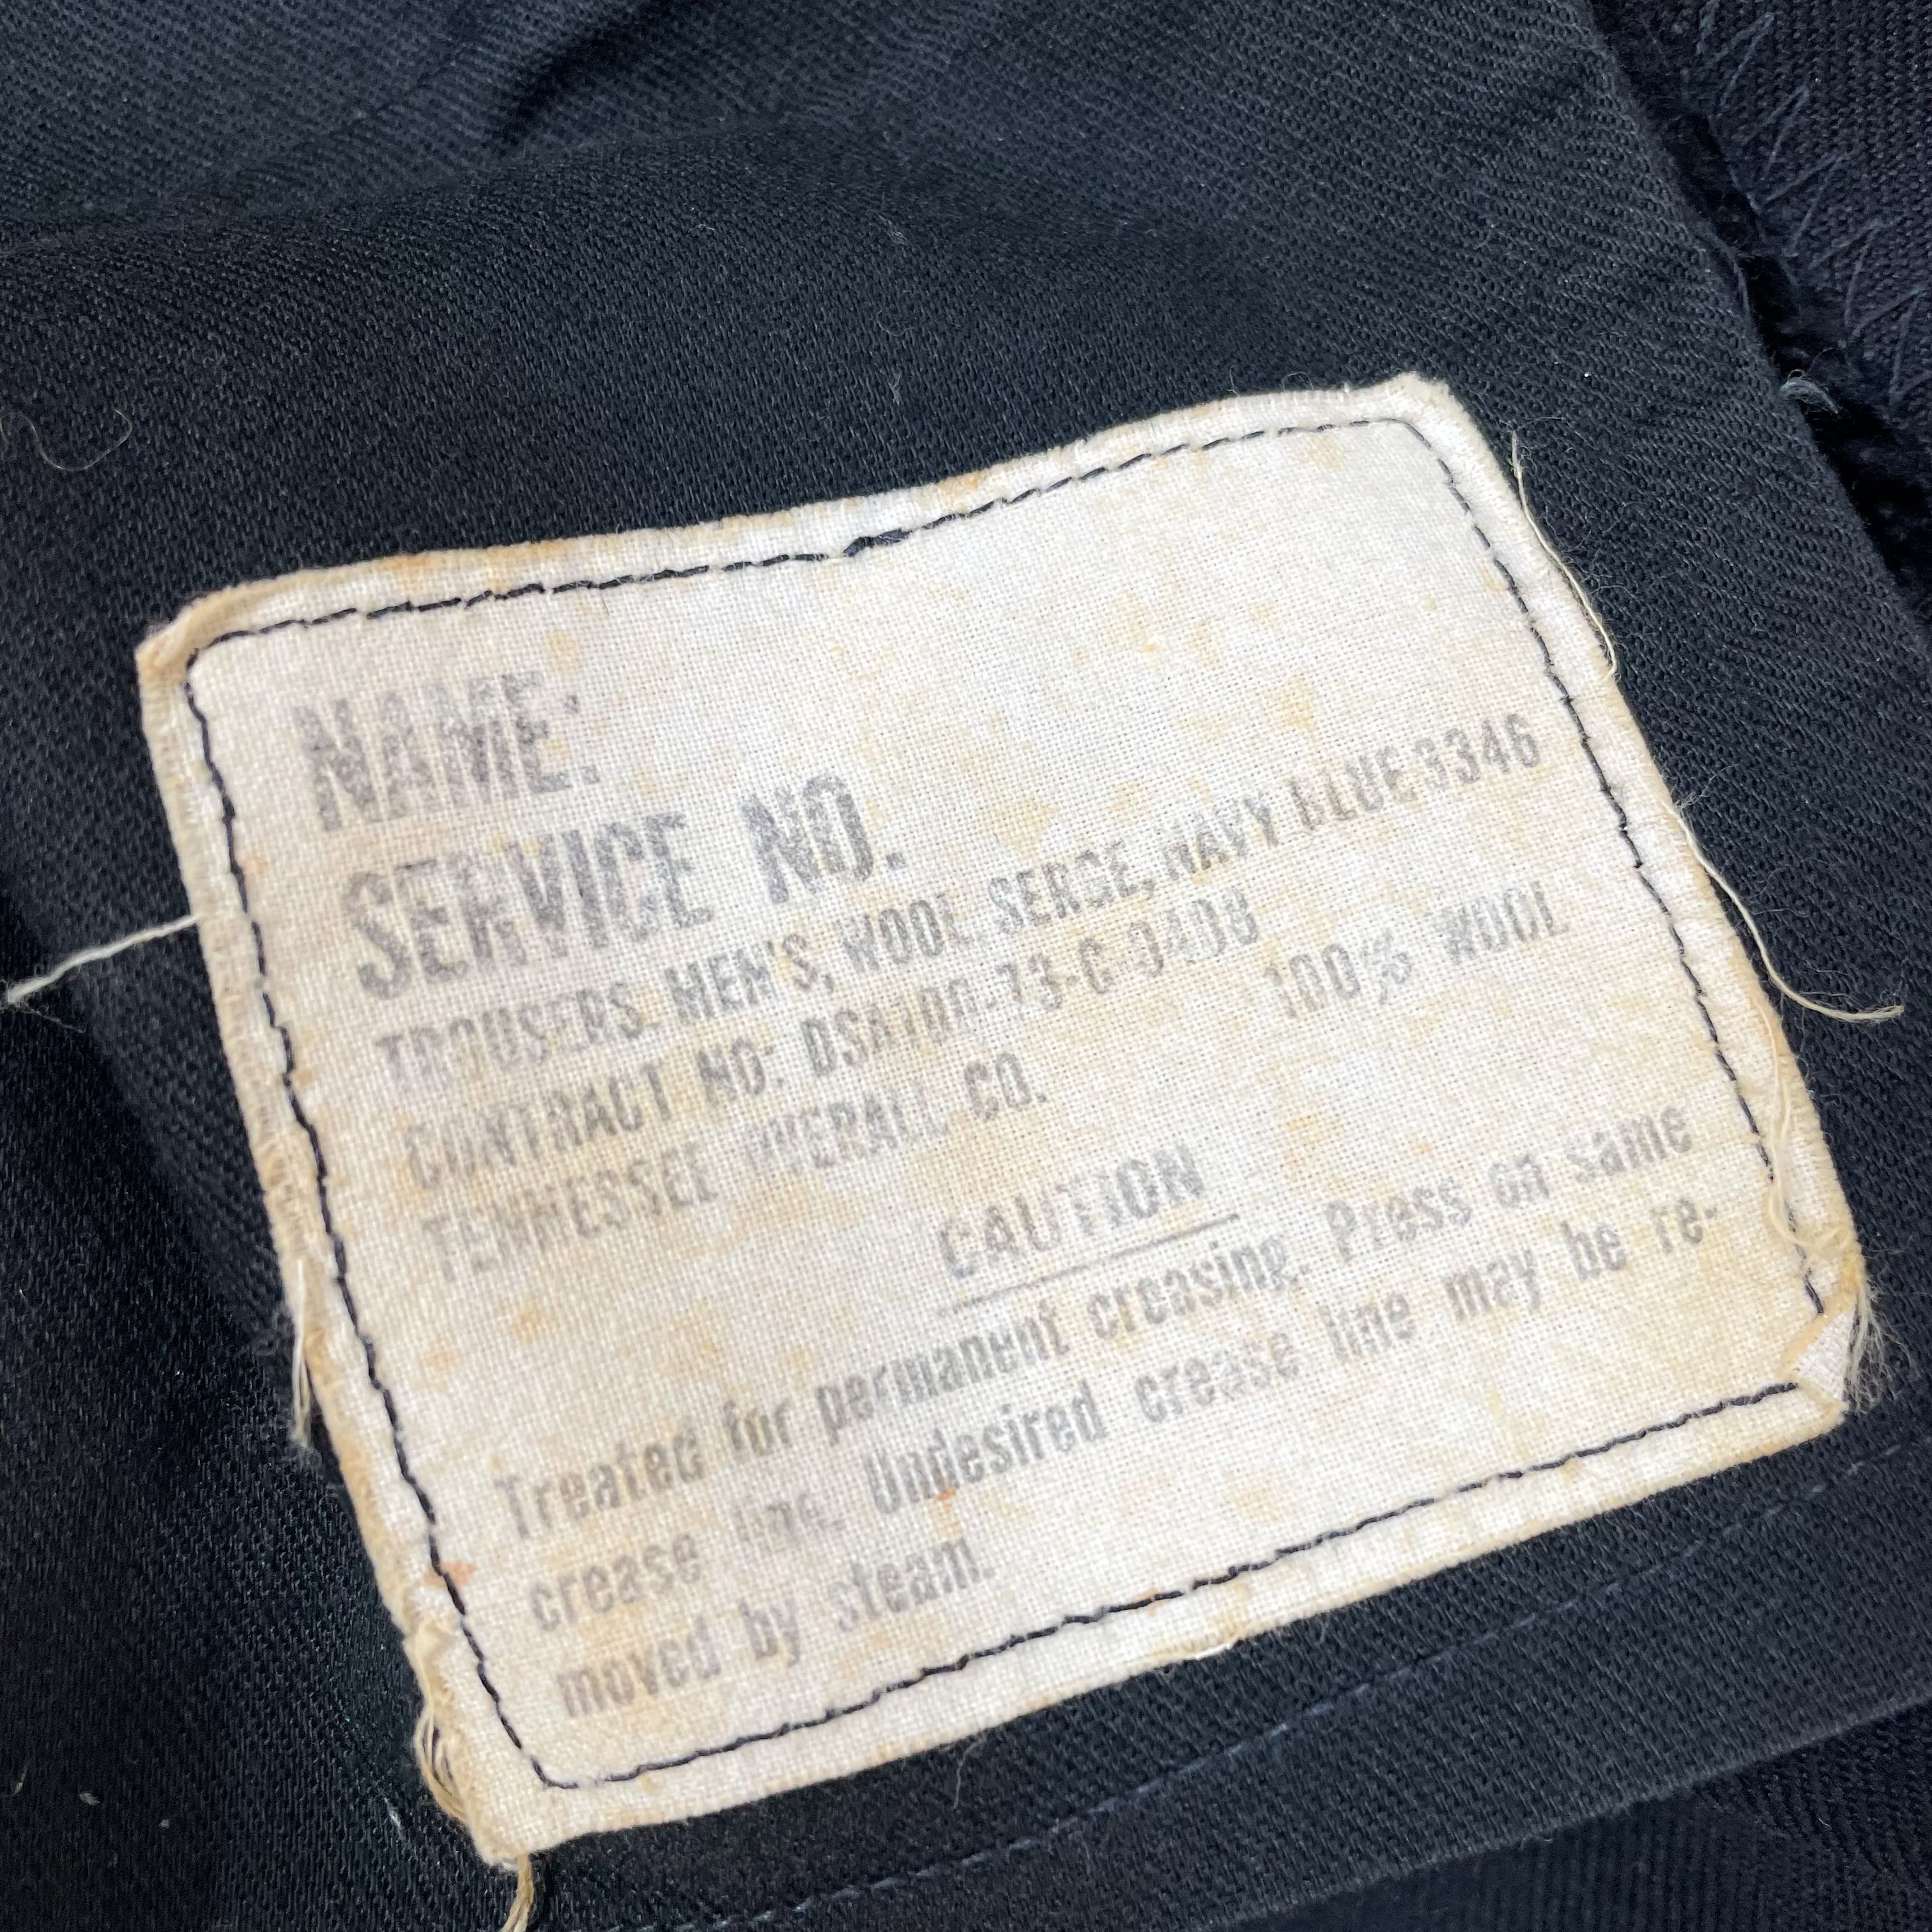 NAME:
SERVICE NO.
TROUSERS, MEN'S, WOOL, SERGE, NAVY BLUE 3346
CONTRACT NO: DSA100-73-C-0408
TENNESSEE OVERALL CO. 100% WOOL
CAUTION
Treated for permanent creasing. Press on same
crease line. Undesired crease line may be re-
moved by steam.